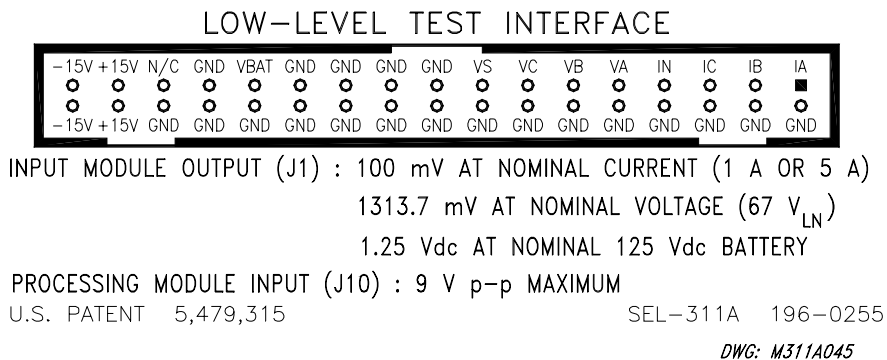 LOW-LEVEL TEST INTERFACE
-15V +15V N/C GND VBAT GND GND GND GND VS VC VB VA IN IC IB IA
-15V +15V GND GND GND GND GND GND GND GND GND GND GND GND GND GND GND
INPUT MODULE OUTPUT (J1) : 100 mV AT NOMINAL CURRENT (1 A OR 5 A)
1313.7 mV AT NOMINAL VOLTAGE (67 VLN)
1.25 Vdc AT NOMINAL 125 Vdc BATTERY
PROCESSING MODULE INPUT (J10) : 9 V p-p MAXIMUM
U.S. PATENT 5,479,315 SEL-311A 196-0255
DWG: M311A045